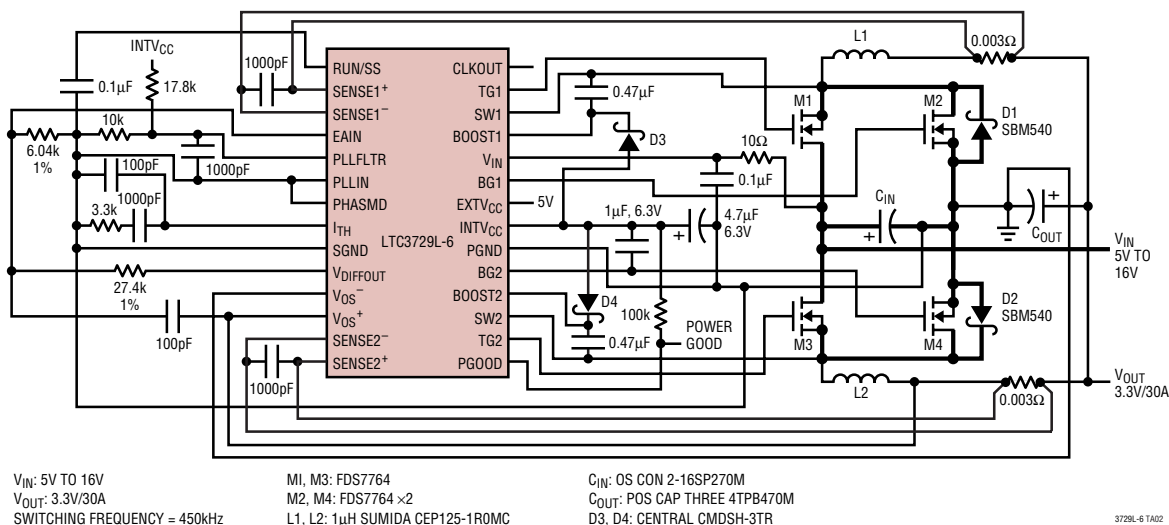 INTVCC
0.1µF
17.8k
10k
6.04k
1%
100pF
1000pF
3.3k
1000pF
27.4k
1%
100pF
1000pF
1000pF
RUN/SS
SENSE1+
SENSE1–
EAIN
PLLFLTR
PLLIN
PHASMD
ITH
SGND
VDIFFOUT
VOS–
VOS+
SENSE2–
SENSE2+
LTC3729L-6
CLKOUT
TG1
SW1
BOOST1
VIN
BG1
EXTVCC
INTVCC
PGND
BG2
BOOST2
SW2
TG2
PGOOD
0.47µF
D3
10Ω
0.1µF
5V
1µF, 6.3V
+
4.7µF
6.3V
D4
0.47µF
100k
POWER
GOOD
L1
0.003Ω
M1
M2
D1
SBM540
CIN
+
COUT
+
VIN
5V TO
16V
M3
M4
D2
SBM540
L2
0.003Ω
VOUT
3.3V/30A
VIN: 5V TO 16V
VOUT: 3.3V/30A
SWITCHING FREQUENCY = 450kHz
MI, M3: FDS7764
M2, M4: FDS7764 ×2
L1, L2: 1µH SUMIDA CEP125-1R0MC
CIN: OS CON 2-16SP270M
COUT: POS CAP THREE 4TPB470M
D3, D4: CENTRAL CMDSH-3TR
3729L-6 TA02